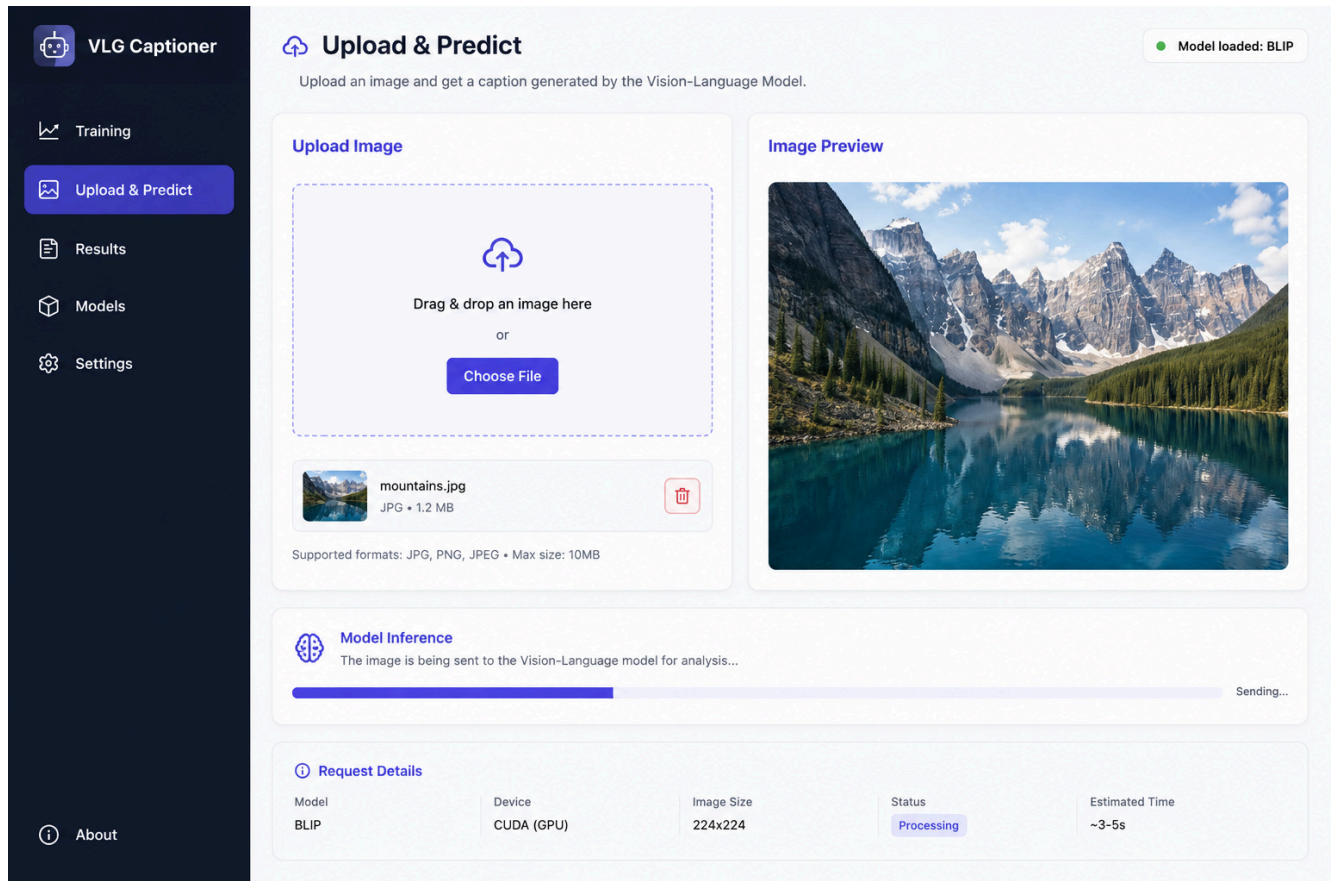 VLG Captioner
Training
Upload & Predict
Results
Models
Settings
About
Upload & Predict
Upload an image and get a caption generated by the Vision-Language Model.
Model loaded: BLIP
Upload Image
Drag & drop an image here
or
Choose File
mountains.jpg
JPG • 1.2 MB
Supported formats: JPG, PNG, JPEG • Max size: 10MB
Image Preview
Model Inference
The image is being sent to the Vision-Language model for analysis...
Sending...
Request Details
Model
BLIP
Device
CUDA (GPU)
Image Size
224x224
Status
Processing
Estimated Time
~3-5s